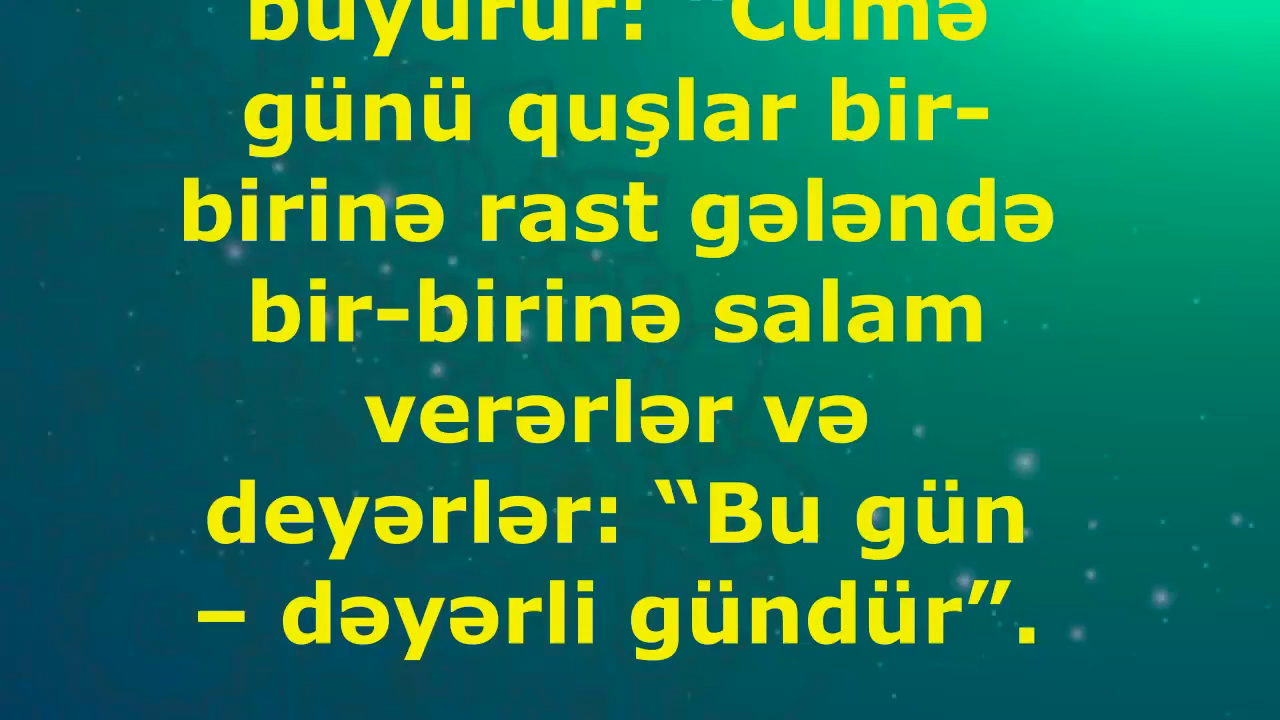 buyurur: “Cümə
günü quşlar bir-
birinə rast gələndə
bir-birinə salam
verərlər və
deyərlər: “Bu gün
– dəyərli gündür”.